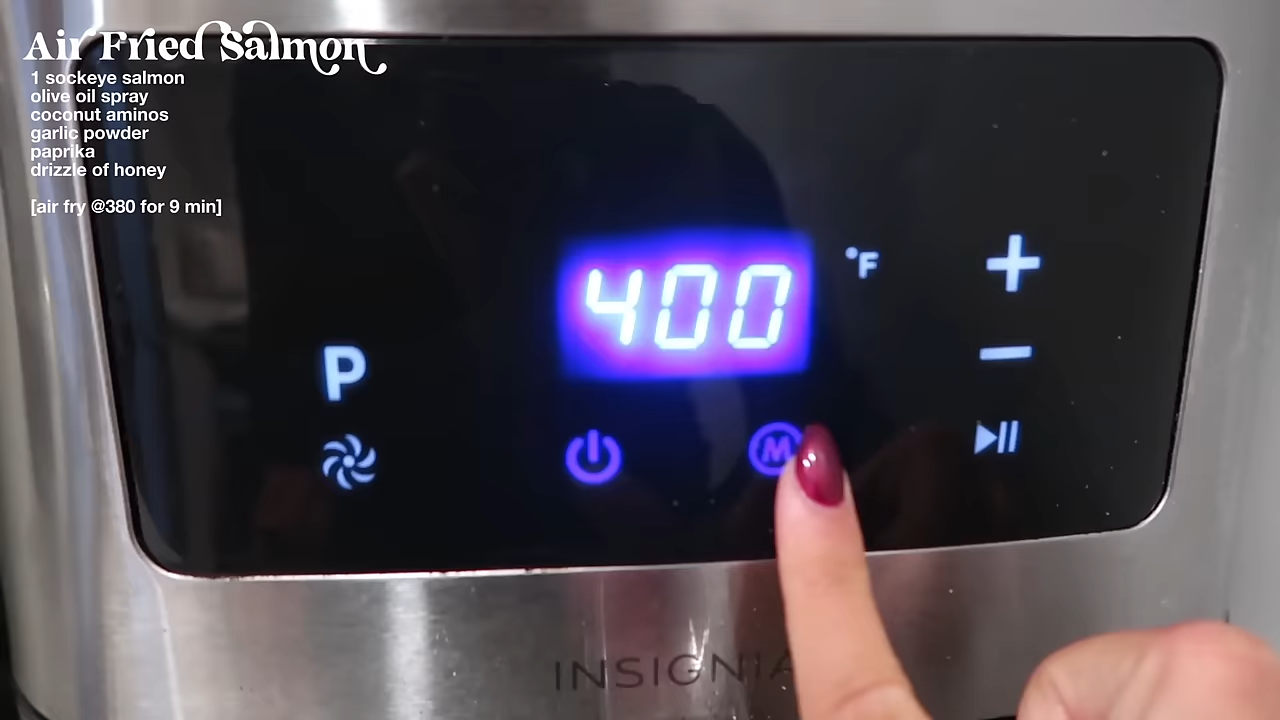 Air Fried Salmon
1 sockeye salmon
olive oil spray
coconut aminos
garlic powder
paprika
drizzle of honey
[air fry @380 for 9 min]
400
°F
P
M
INSIGNIA